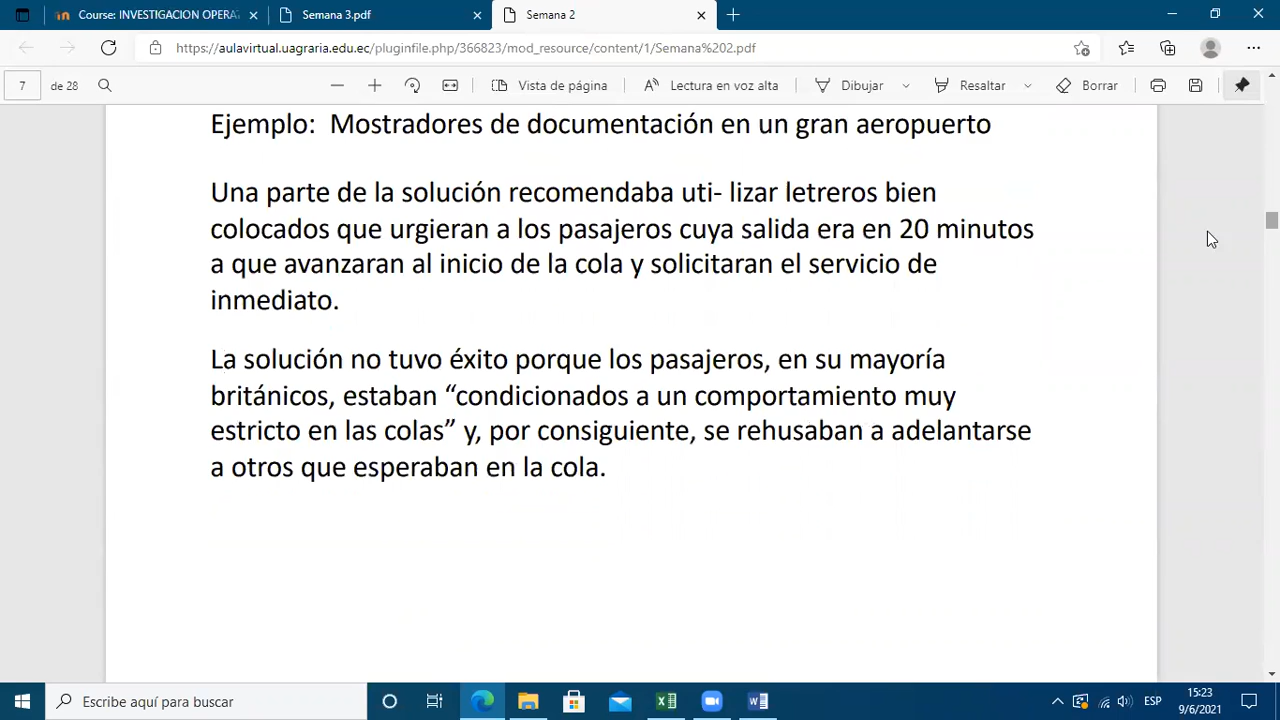 Course: INVESTIGACION OPERAT
Semana 3.pdf
Semana 2
https://aulavirtual.uagraria.edu.ec/pluginfile.php/366823/mod_resource/content/1/Semana%202.pdf
7 de 28
Vista de página
Lectura en voz alta
Dibujar
Resaltar
Borrar
Ejemplo: Mostradores de documentación en un gran aeropuerto
Una parte de la solución recomendaba uti- lizar letreros bien
colocados que urgieran a los pasajeros cuya salida era en 20 minutos
a que avanzaran al inicio de la cola y solicitaran el servicio de
inmediato.
La solución no tuvo éxito porque los pasajeros, en su mayoría
británicos, estaban “condicionados a un comportamiento muy
estricto en las colas” y, por consiguiente, se rehusaban a adelantarse
a otros que esperaban en la cola.
Escribe aquí para buscar
ESP
15:23
9/6/2021